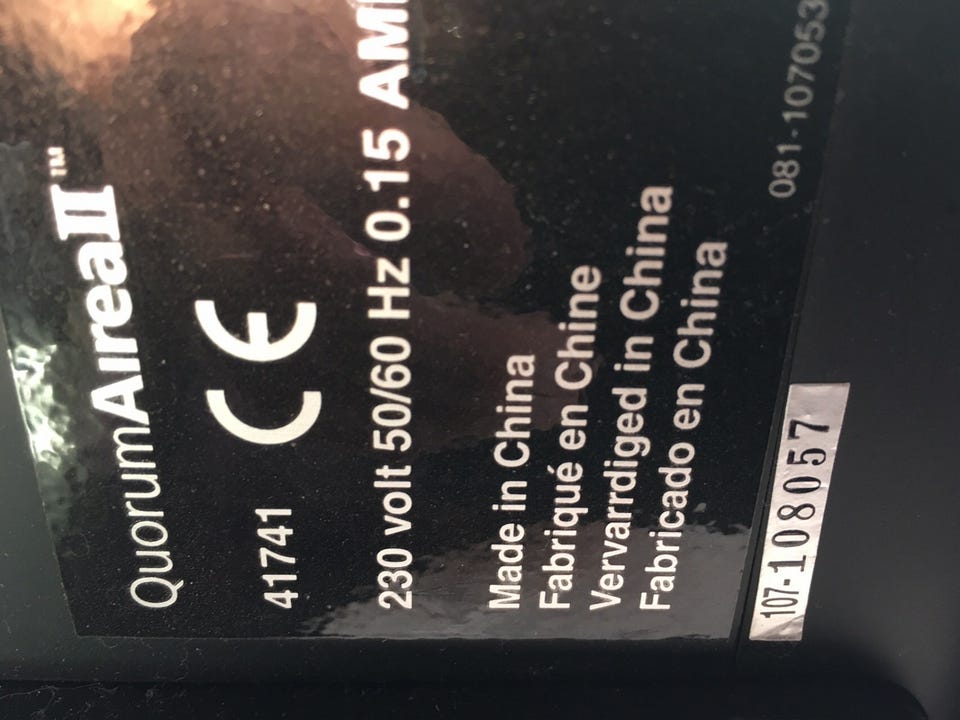 QuorumAireaII™
41741 CE
230 volt 50/60 Hz 0.15
Made in China
Fabriqué en Chine
Vervarrdiged in China
Fabricado en China
081-107053
107-108057